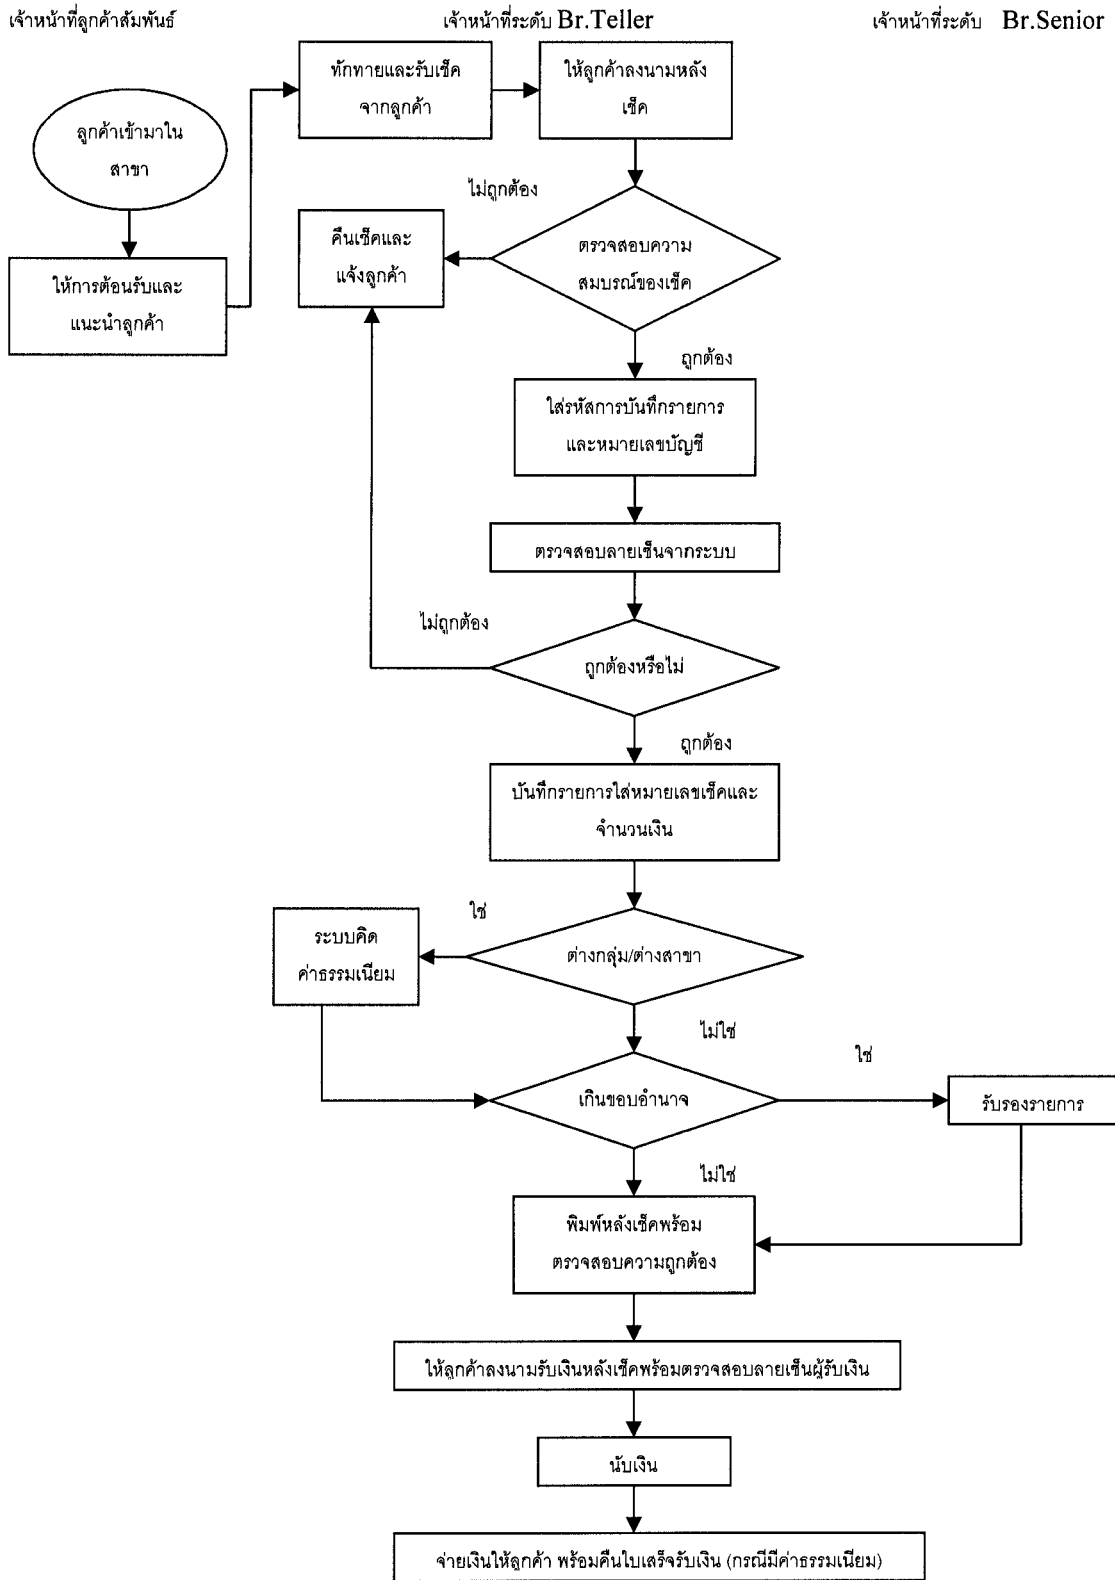 เจ้าหน้าที่ลูกค้าสัมพันธ์
เจ้าหน้าที่ระดับ Br.Teller
เจ้าหน้าที่ระดับ Br.Senior
ลูกค้าเข้ามาใน
สาขา
ให้การต้อนรับและ
แนะนำลูกค้า
ทักทายและรับเช็ค
จากลูกค้า
ให้ลูกค้าลงนามหลัง
เช็ค
ไม่ถูกต้อง
คืนเช็คและ
แจ้งลูกค้า
ตรวจสอบความ
สมบรณ์ของเช็ค
ถูกต้อง
ใส่รหัสการบันทึกรายการ
และหมายเลขบัญชี
ตรวจสอบลายเซ็นจากระบบ
ไม่ถูกต้อง
ถูกต้องหรือไม่
ถูกต้อง
บันทึกรายการใส่หมายเลขเช็คและ
จำนวนเงิน
ใช่
ระบบคิด
ค่าธรรมเนียม
ต่างกลุ่ม/ต่างสาขา
ไม่ใช่
ใช่
เกินขอบอำนาจ
รับรองรายการ
ไม่ใช่
พิมพ์หลังเช็คพร้อม
ตรวจสอบความถูกต้อง
ให้ลูกค้าลงนามรับเงินหลังเช็คพร้อมตรวจสอบลายเซ็นผู้รับเงิน
นับเงิน
จ่ายเงินให้ลูกค้า พร้อมคืนใบเสร็จรับเงิน (กรณีมีค่าธรรมเนียม)